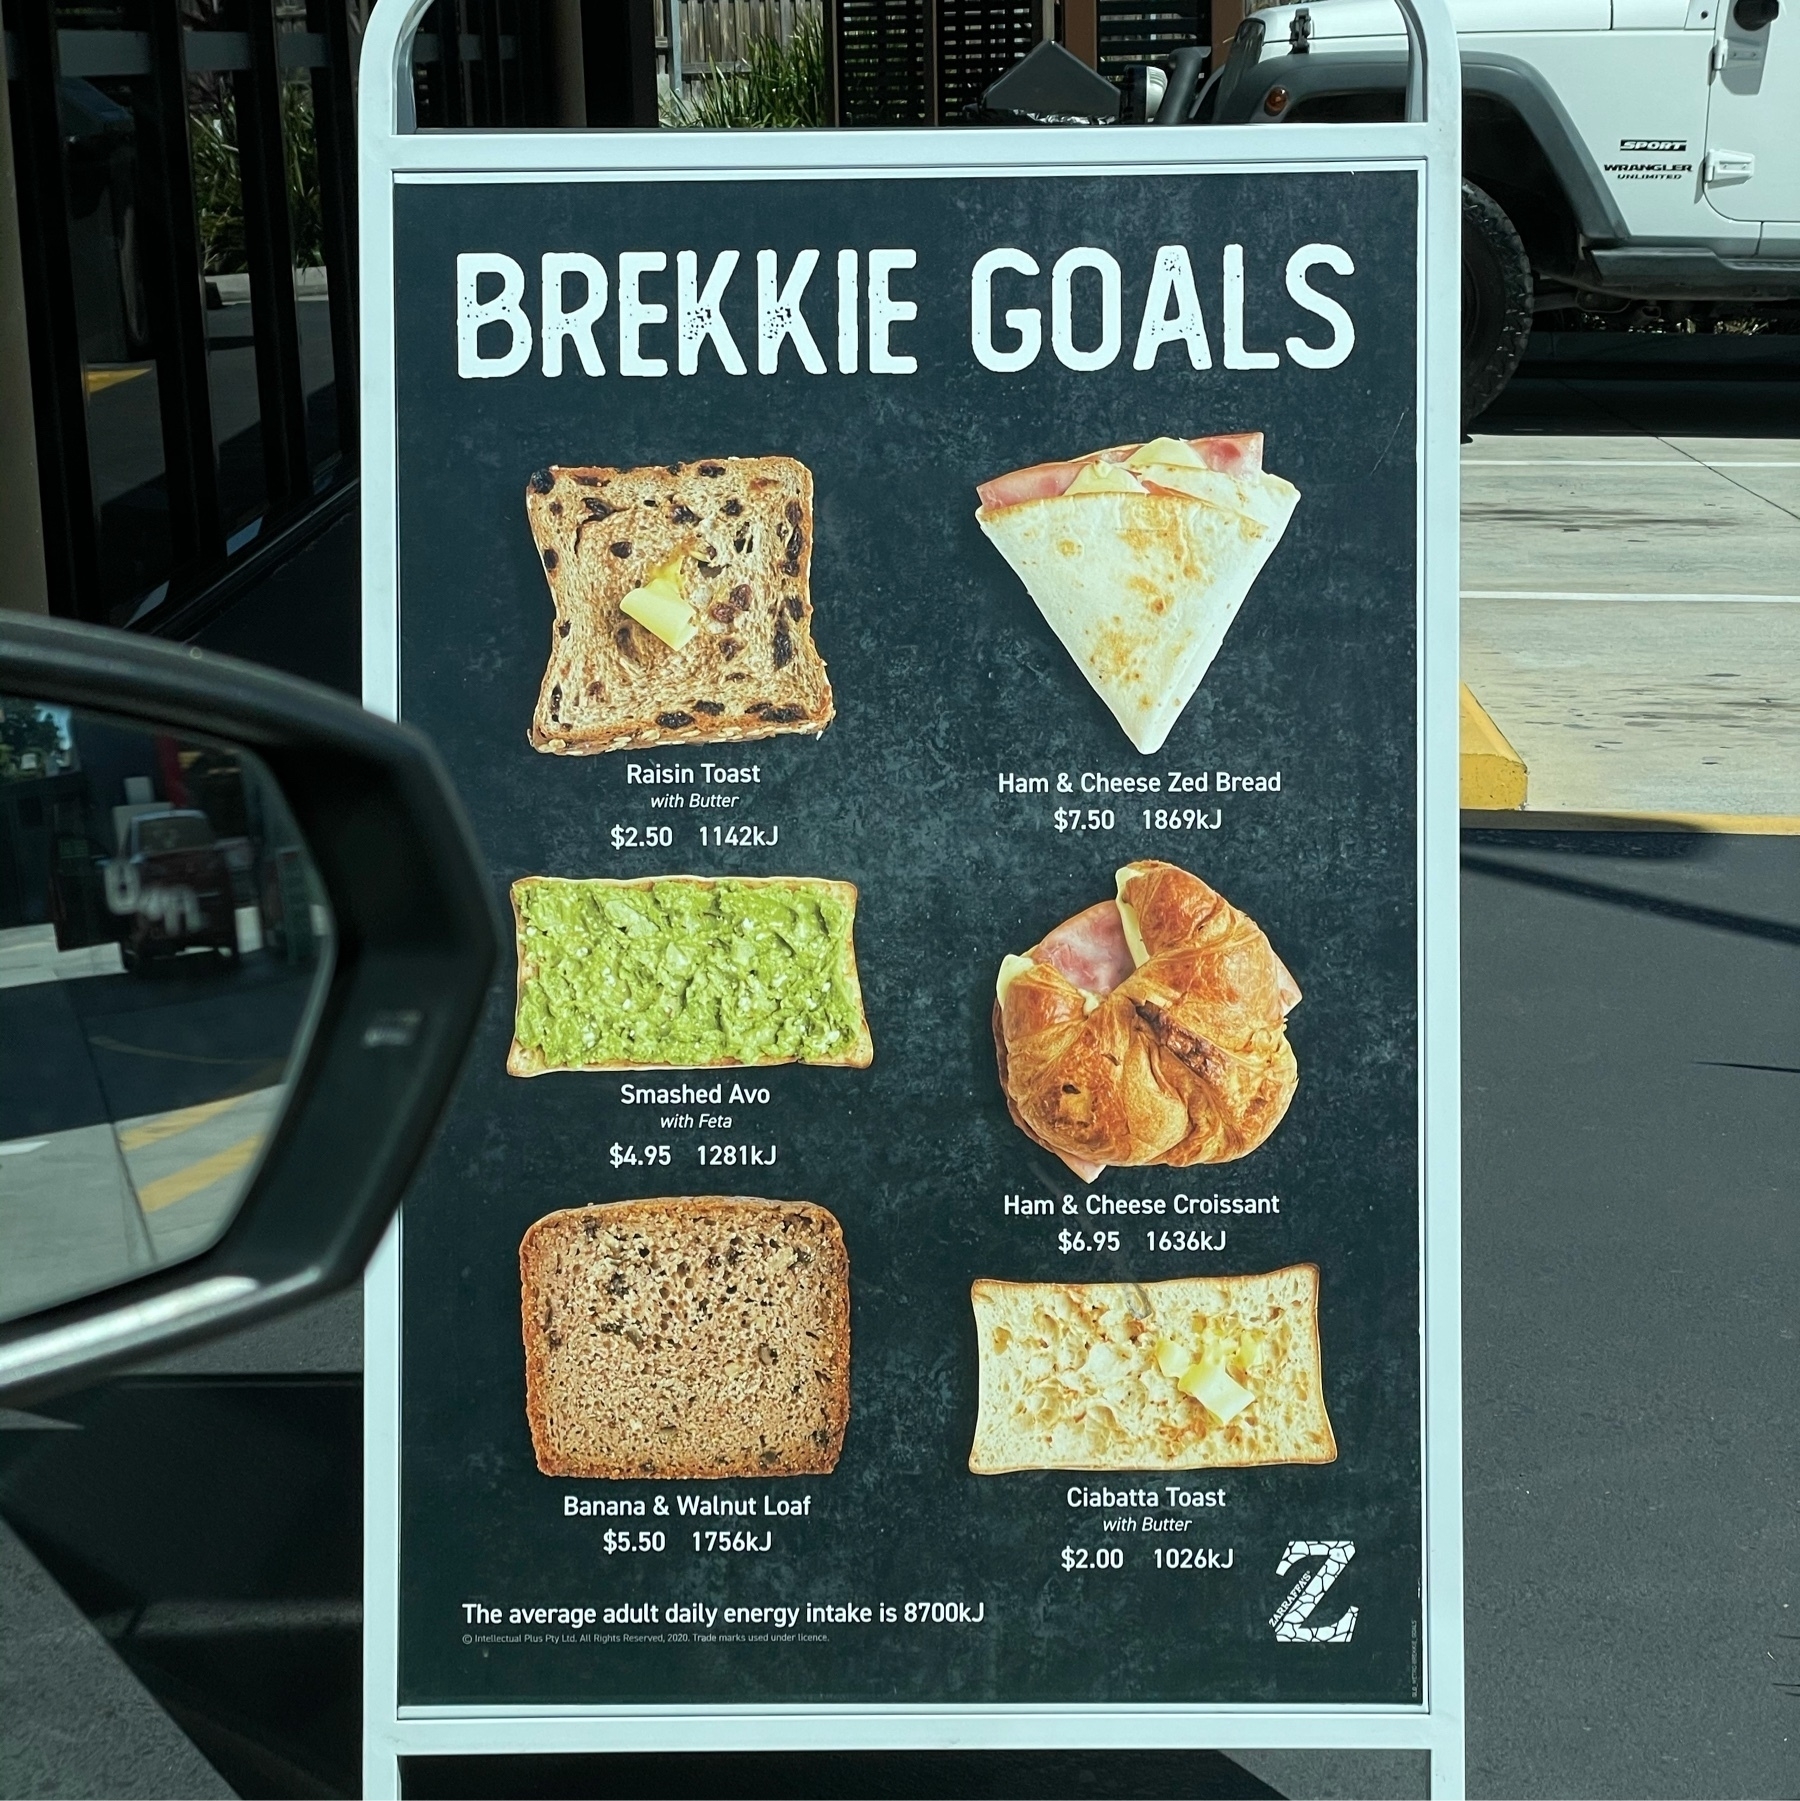 SPORT
WRANGLER
UNLIMITED
BREKKIE GOALS
Raisin Toast
with Butter
$2.50 1142kJ
Ham & Cheese Zed Bread
$7.50 1869kJ
Smashed Avo
with Feta
$4.95 1281kJ
Ham & Cheese Croissant
$6.95 1636kJ
Banana & Walnut Loaf
$5.50 1756kJ
Ciabatta Toast
with Butter
$2.00 1026kJ
The average adult daily energy intake is 8700kJ
© Intellectual Plus Pty Ltd. All Rights Reserved, 2020. Trade marks used under licence.
Z
ZARRAFFA'S